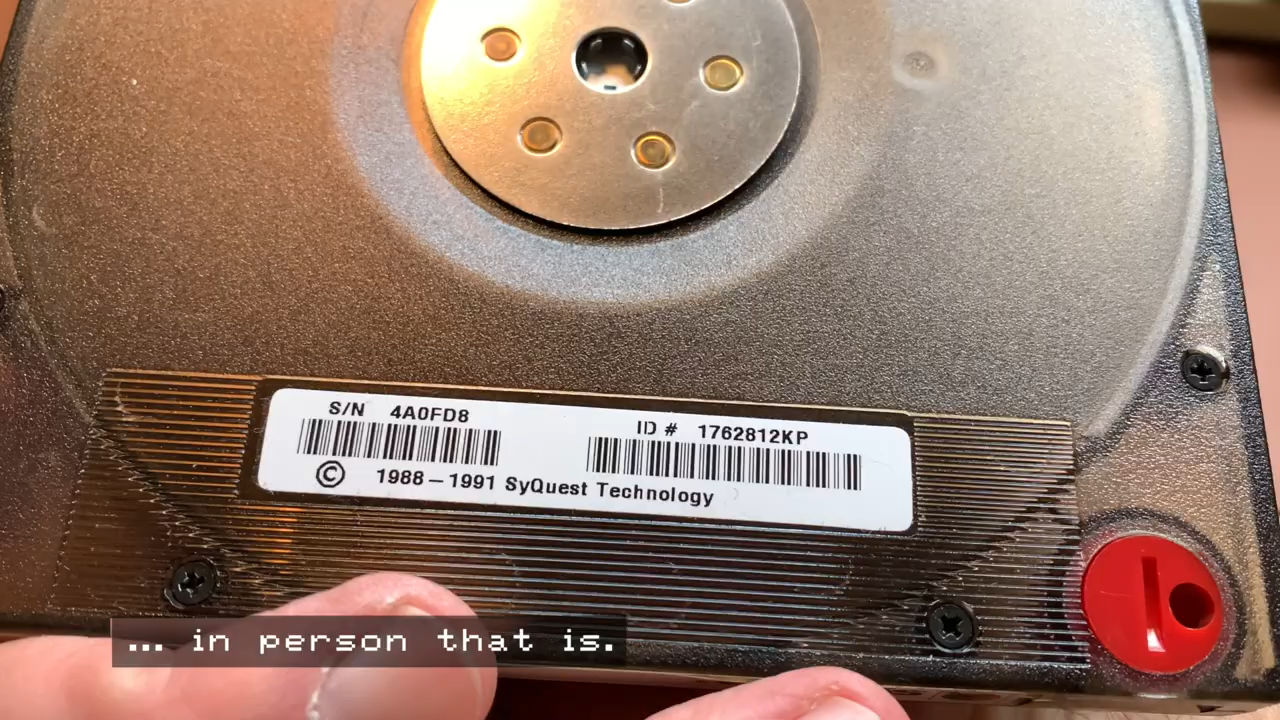 S/N 4A0FD8
ID # 1762812KP
© 1988–1991 SyQuest Technology
... in person that is.